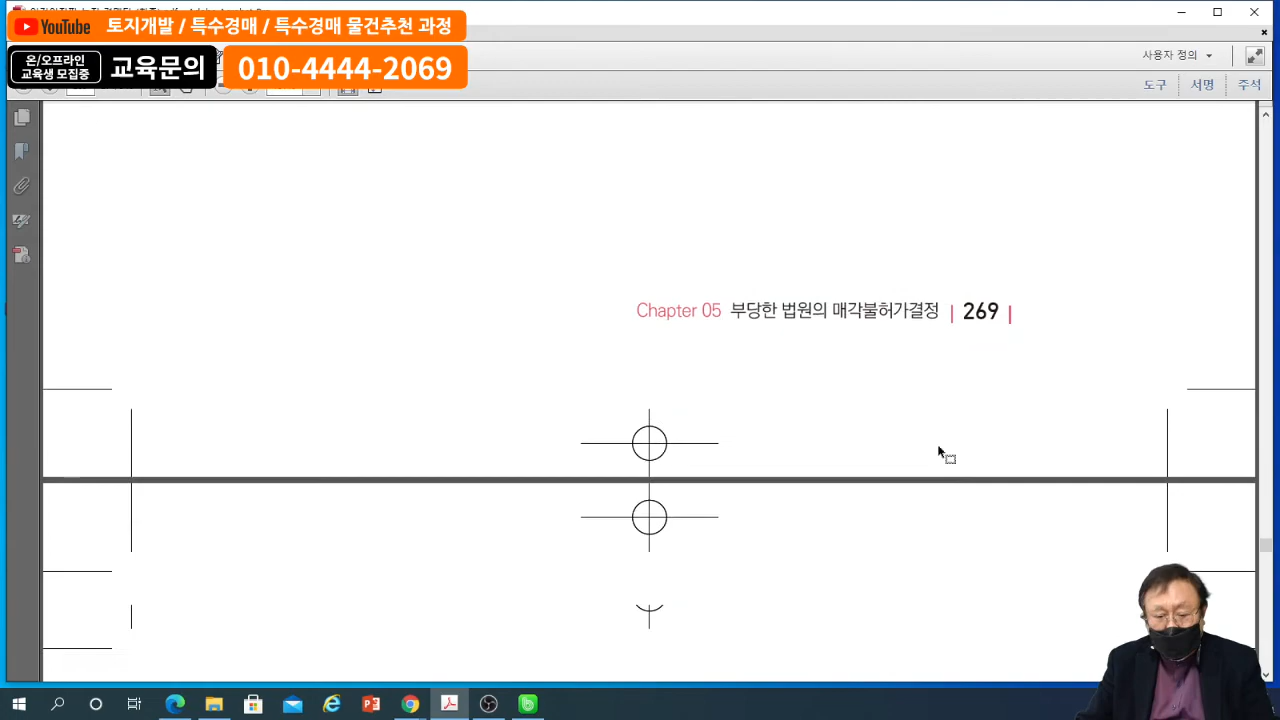 YouTube 토지개발 / 특수경매 / 특수경매 물건추천 과정
온/오프라인
교육생 모집중
교육문의
010-4444-2069
사용자 정의
도구
서명
주석
Chapter 05 부당한 법원의 매각불허가결정 | 269 |